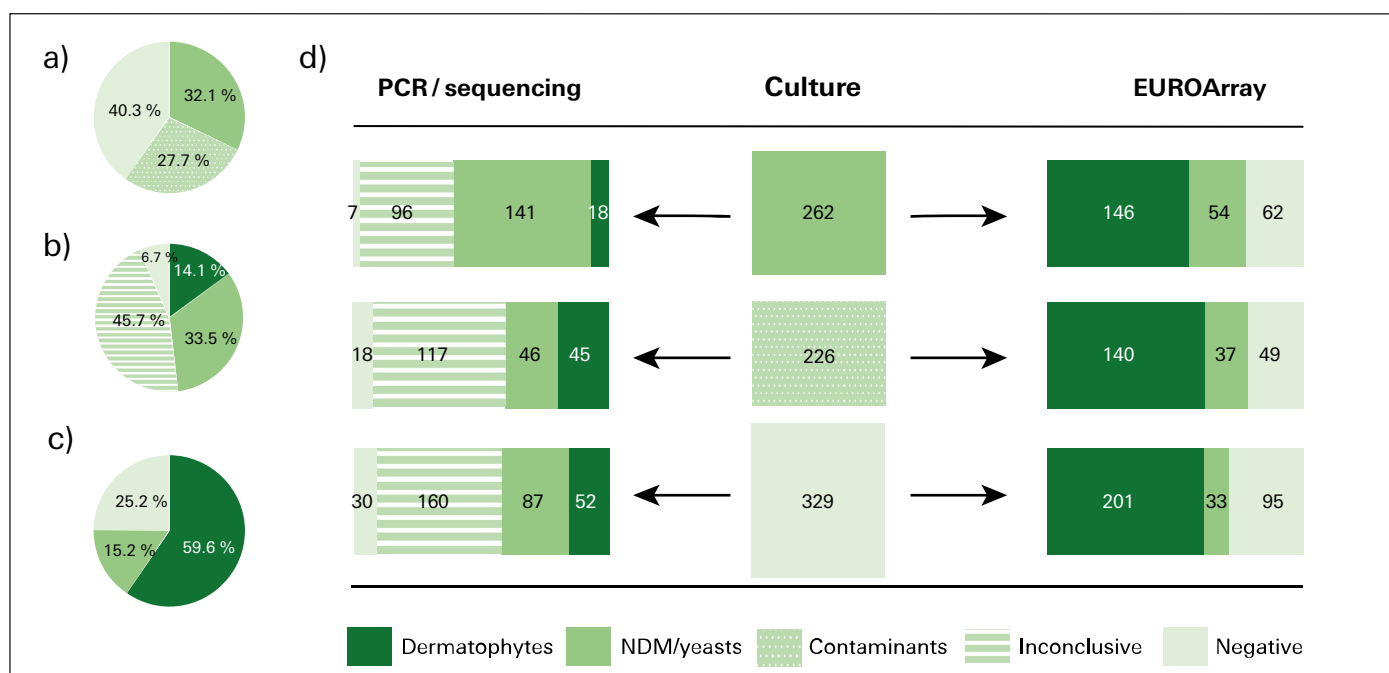 a)
32.1 %
27.7 %
40.3 %
b)
14.1 %
33.5 %
45.7 %
6.7 %
c)
59.6 %
15.2 %
25.2 %
d)
PCR / sequencing Culture EUROArray
7 96 141 18 262 146 54 62
18 117 46 45 226 140 37 49
30 160 87 52 329 201 33 95
Dermatophytes NDM/yeasts Contaminants Inconclusive Negative